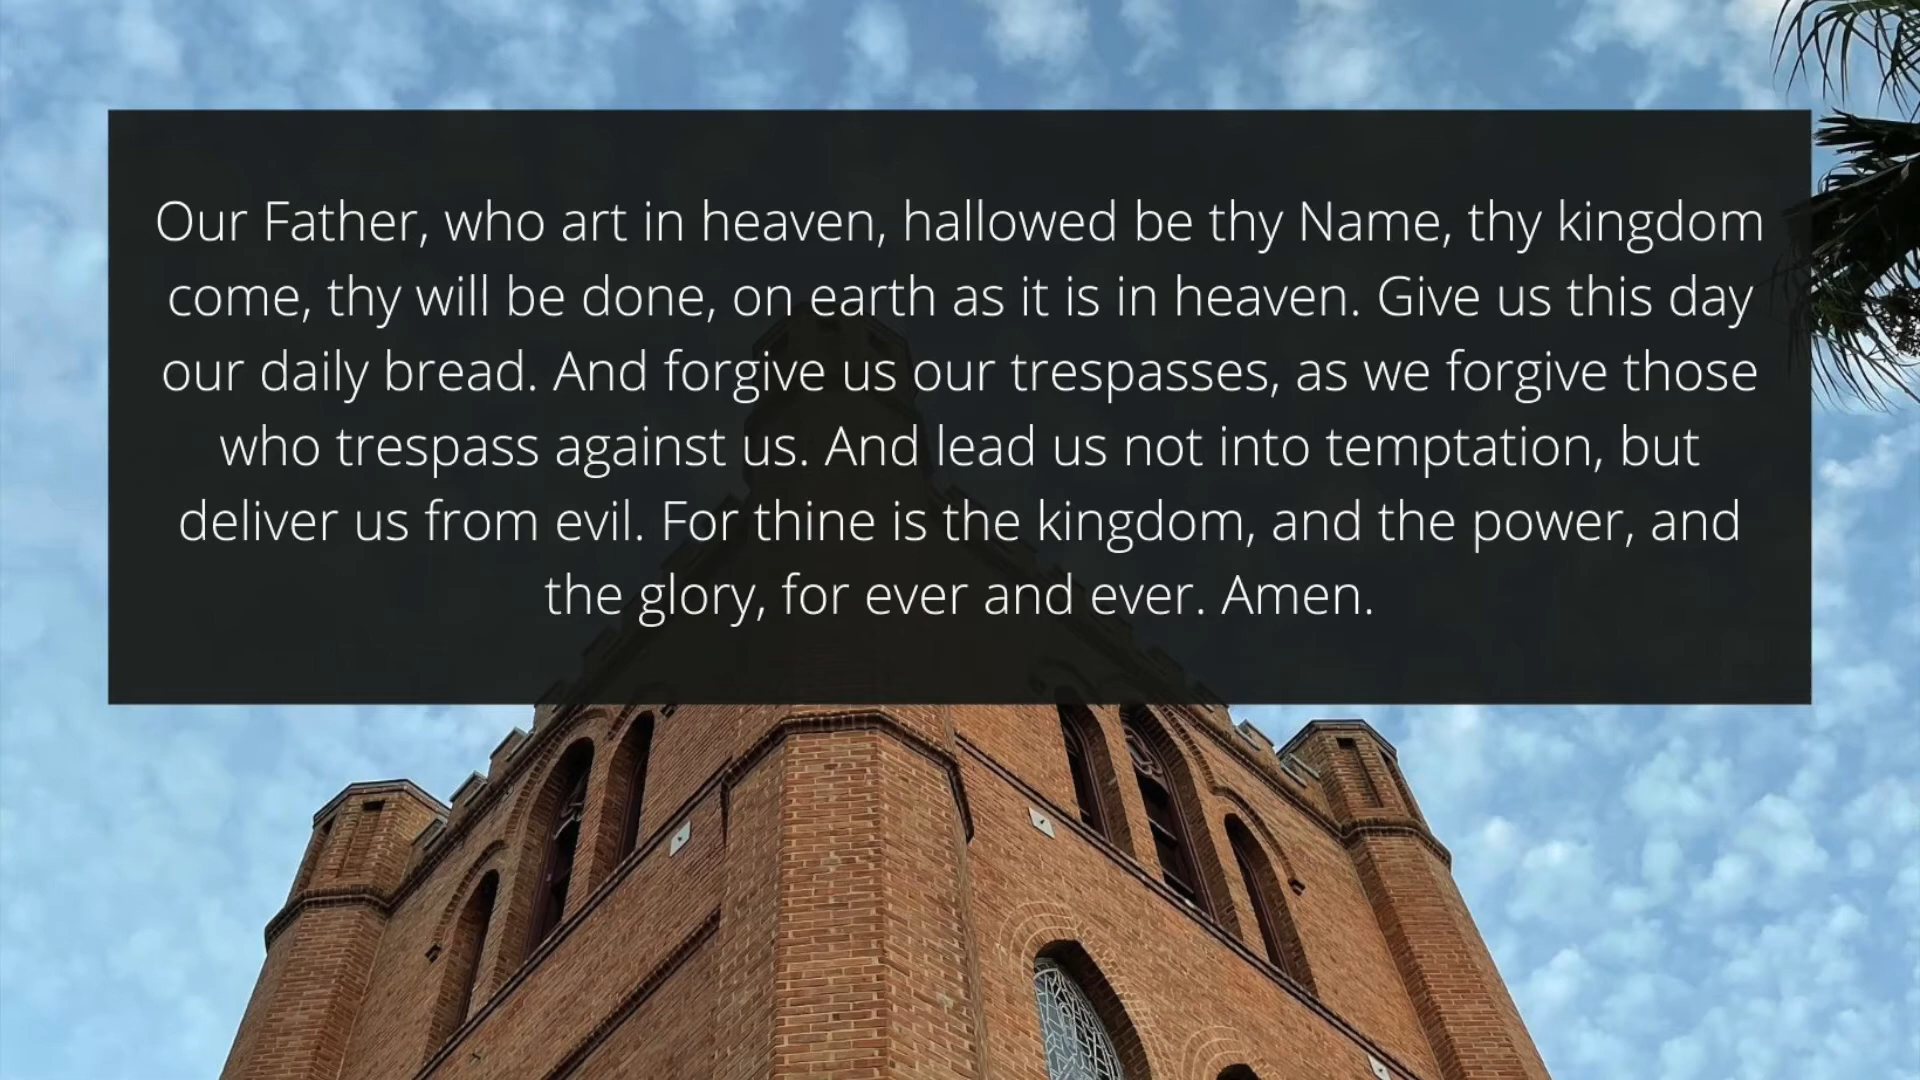 Our Father, who art in heaven, hallowed be thy Name, thy kingdom
come, thy will be done, on earth as it is in heaven. Give us this day
our daily bread. And forgive us our trespasses, as we forgive those
who trespass against us. And lead us not into temptation, but
deliver us from evil. For thine is the kingdom, and the power, and
the glory, for ever and ever. Amen.